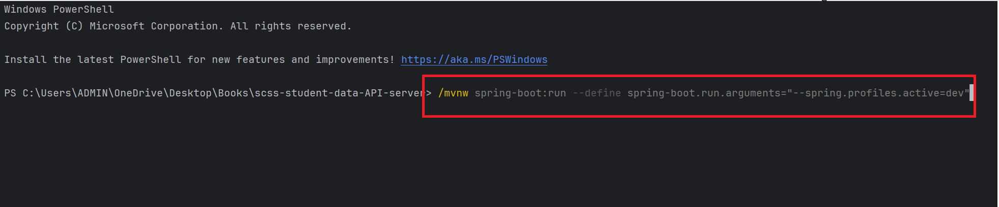 Windows PowerShell
Copyright (C) Microsoft Corporation. All rights reserved.
Install the latest PowerShell for new features and improvements! https://aka.ms/PSWindows
PS C:\Users\ADMIN\OneDrive\Desktop\Books\scss-student-data-API-server> /mvnw spring-boot:run --define spring-boot.run.arguments="--spring.profiles.active=dev"